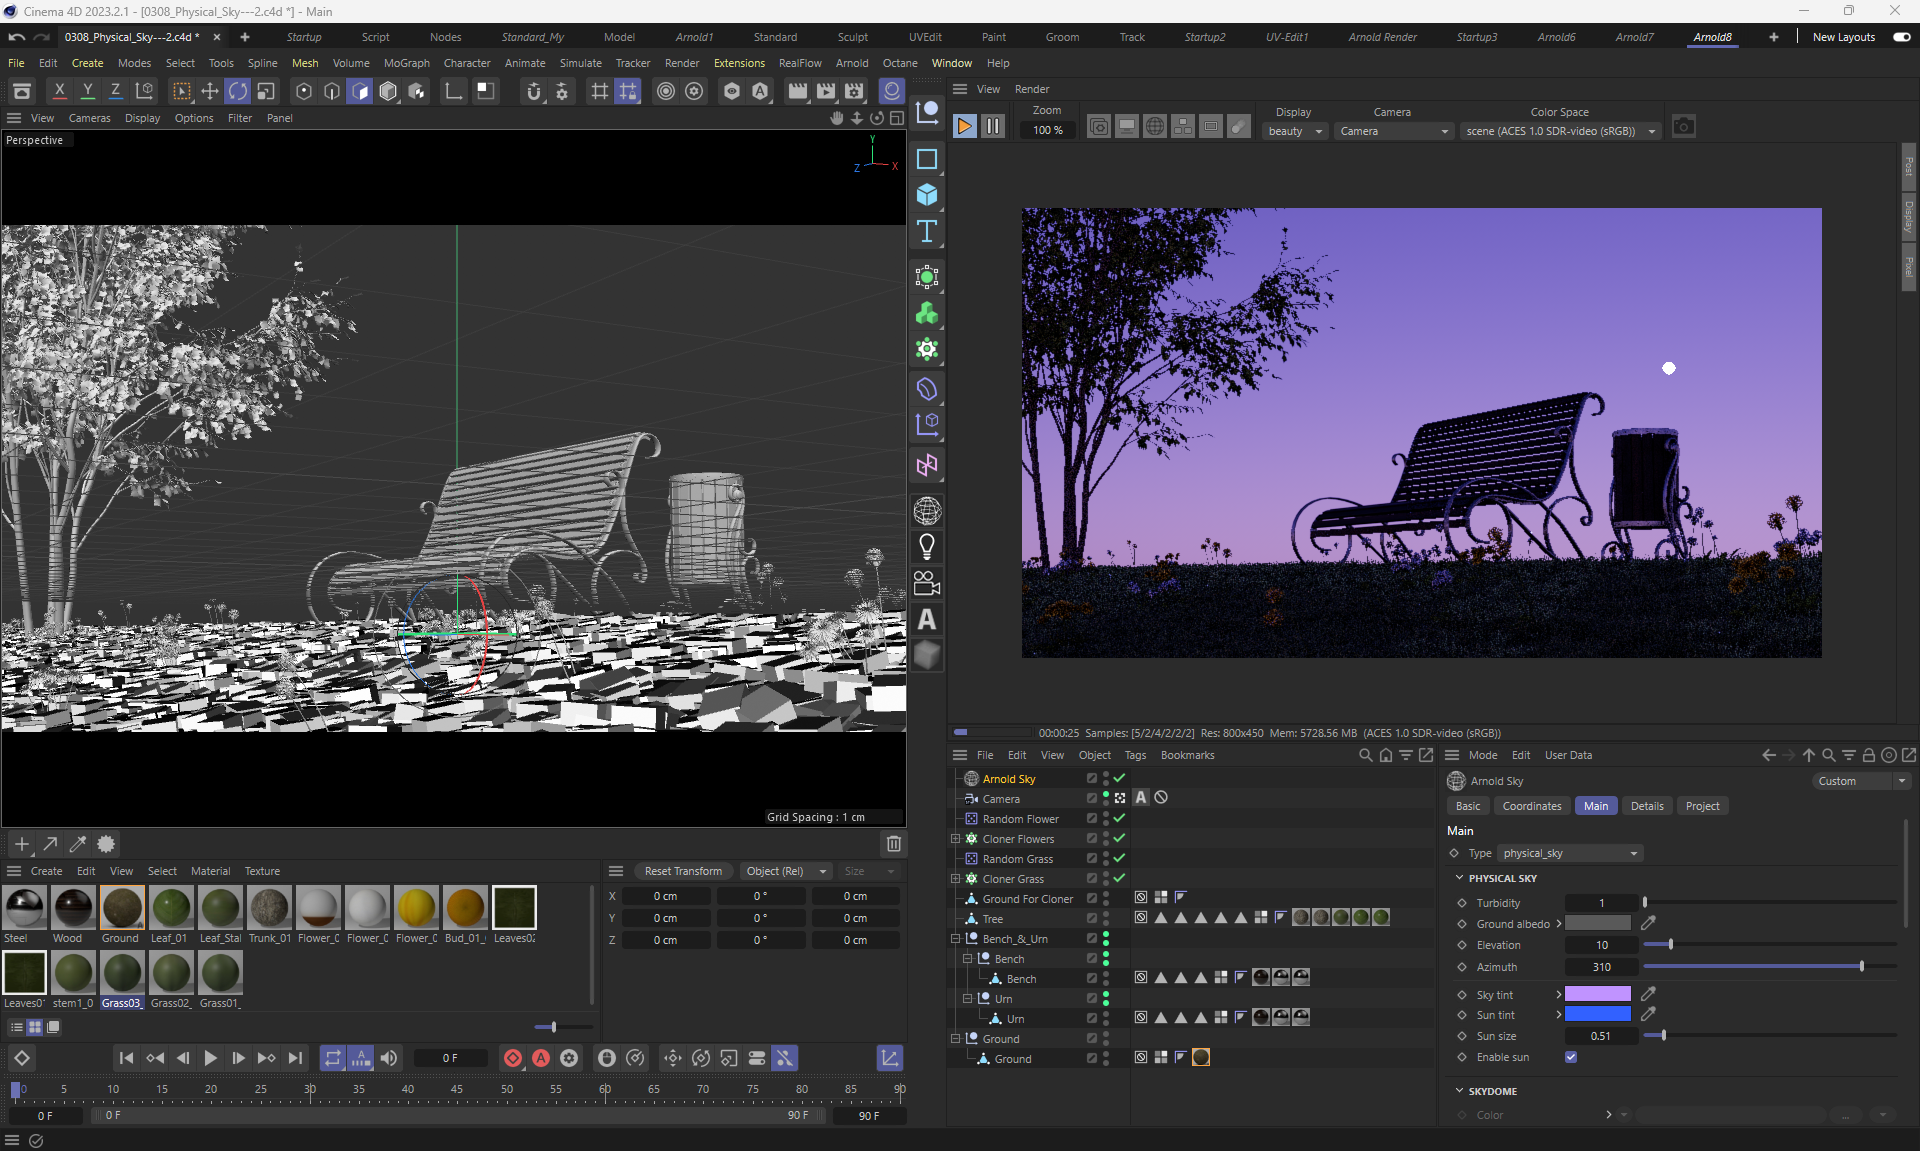 Cinema 4D 2023.2.1 - [0308_Physical_Sky---2.c4d *] - Main
0308_Physical_Sky---2.c4d * Startup Script Nodes Standard_My Model Arnold1 Standard Sculpt UVEdit Paint Groom Track Startup2 UV-Edit1 Arnold Render Startup3 Arnold6 Arnold7 Arnold8 New Layouts
File Edit Create Modes Select Tools Spline Mesh Volume MoGraph Character Animate Simulate Tracker Render Extensions RealFlow Arnold Octane Window Help
X Y Z
View Cameras Display Options Filter Panel
Perspective
Y
Z X
Grid Spacing : 1 cm
View Render
Zoom Display Camera Color Space
100 % beauty Camera scene (ACES 1.0 SDR-video (sRGB))
Post
Display
Pixel
00:00:25 Samples: [5/2/4/2/2/2] Res: 800x450 Mem: 5728.56 MB (ACES 1.0 SDR-video (sRGB))
File Edit View Object Tags Bookmarks
Arnold Sky
Camera
Random Flower
Cloner Flowers
Random Grass
Cloner Grass
Ground For Cloner
Tree
Bench_&_Urn
Bench
Bench
Urn
Urn
Ground
Ground
Mode Edit User Data
Arnold Sky Custom
Basic Coordinates Main Details Project
Main
Type physical_sky
PHYSICAL SKY
Turbidity 1
Ground albedo
Elevation 10
Azimuth 310
Sky tint
Sun tint
Sun size 0.51
Enable sun
SKYDOME
Color ...
Create Edit View Select Material Texture
Steel Wood Ground Leaf_01 Leaf_Stal Trunk_01 Flower_0 Flower_0 Flower_0 Bud_01_ Leaves02
Leaves01 stem1_0 Grass03_ Grass02_ Grass01_
Reset Transform Object (Rel) Size
X 0 cm 0 ° 0 cm
Y 0 cm 0 ° 0 cm
Z 0 cm 0 ° 0 cm
0 F
0 5 10 15 20 25 30 35 40 45 50 55 60 65 70 75 80 85 90
0 F 0 F 90 F 90 F